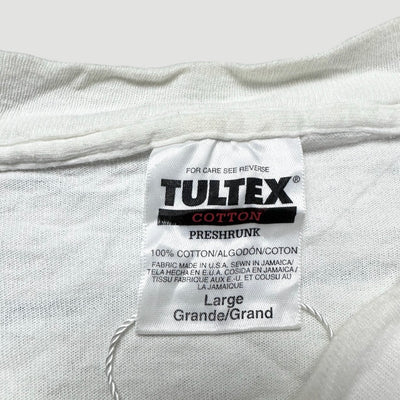 FOR CARE SEE REVERSE
TULTEX®
COTTON
PRESHRUNK
100% COTTON/ALGODÓN/COTON
FABRIC MADE IN U.S.A. SEWN IN JAMAICA/
TELA HECHA EN E.U.A. COSIDA EN JAMAICA/
TISSU FABRIQUE AUX E.-U. ET COUSU AU
LA JAMAIQUE
Large
Grande/Grand